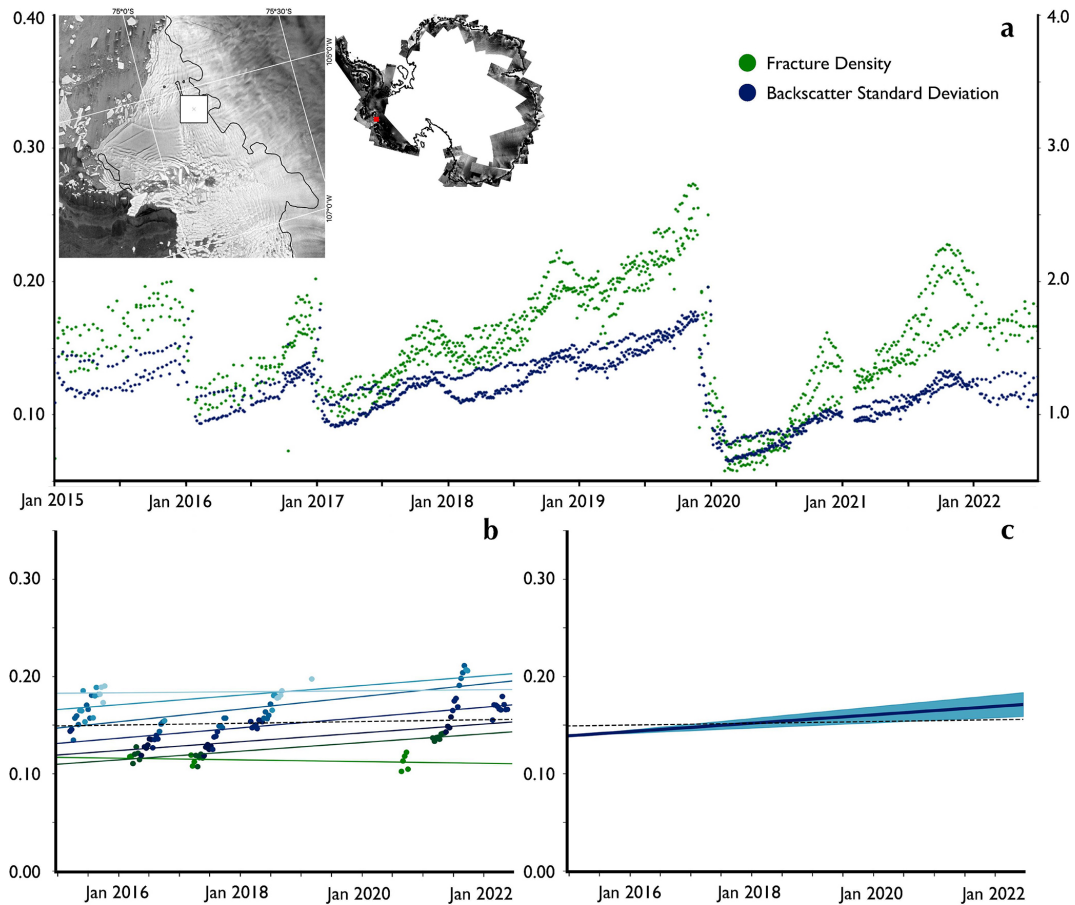 0.40
75°0'S
75°30'S
a
4.0
105°0'W
Fracture Density
Backscatter Standard Deviation
0.30
3.0
107°0'W
0.20
2.0
0.10
1.0
Jan 2015
Jan 2016
Jan 2017
Jan 2018
Jan 2019
Jan 2020
Jan 2021
Jan 2022
b
c
0.30
0.30
0.20
0.20
0.10
0.10
0.00
0.00
Jan 2016
Jan 2018
Jan 2020
Jan 2022
Jan 2016
Jan 2018
Jan 2020
Jan 2022